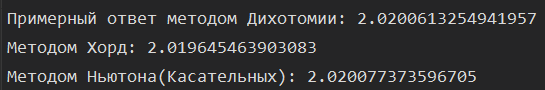 Примерный ответ методом Дихотомии: 2.0200613254941957
Методом Хорд: 2.019645463903083
Методом Ньютона(Касательных): 2.020077373596705